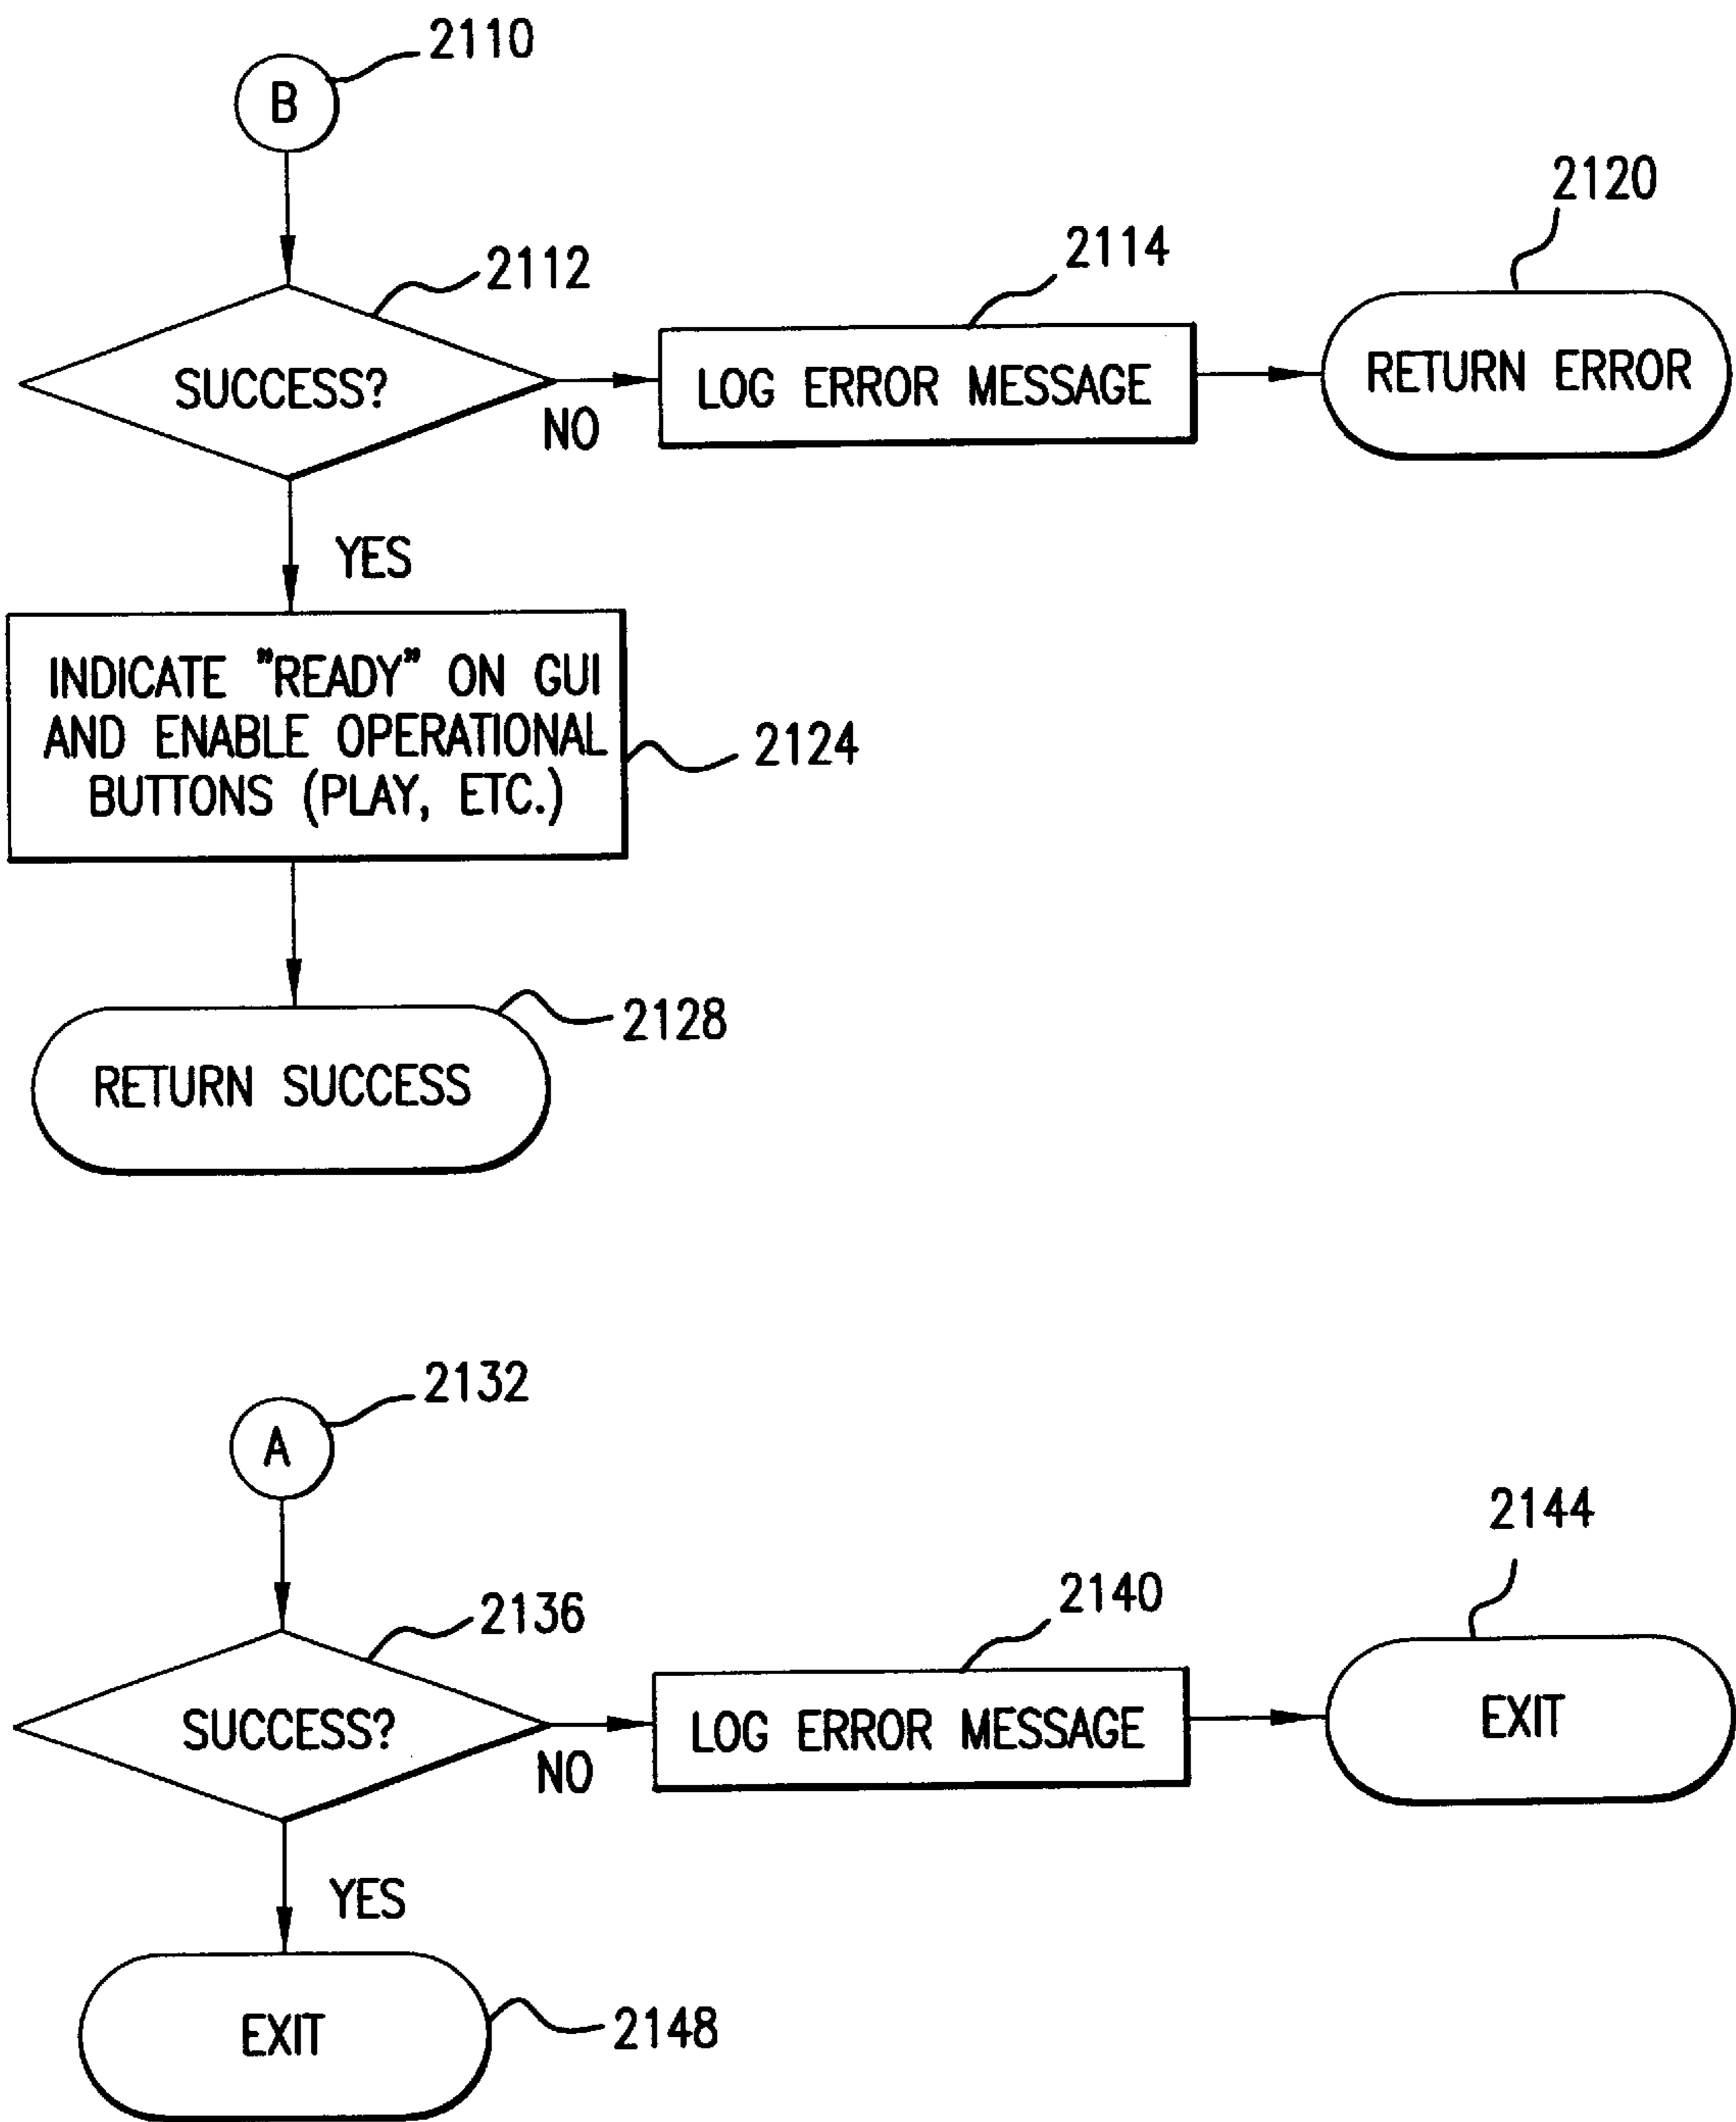 2110
B
2120
2112
2114
SUCCESS?
LOG ERROR MESSAGE
RETURN ERROR
NO
YES
INDICATE "READY" ON GUI
AND ENABLE OPERATIONAL
BUTTONS (PLAY, ETC.)
2124
2128
RETURN SUCCESS
2132
A
2144
2136
2140
SUCCESS?
LOG ERROR MESSAGE
EXIT
NO
YES
EXIT
2148